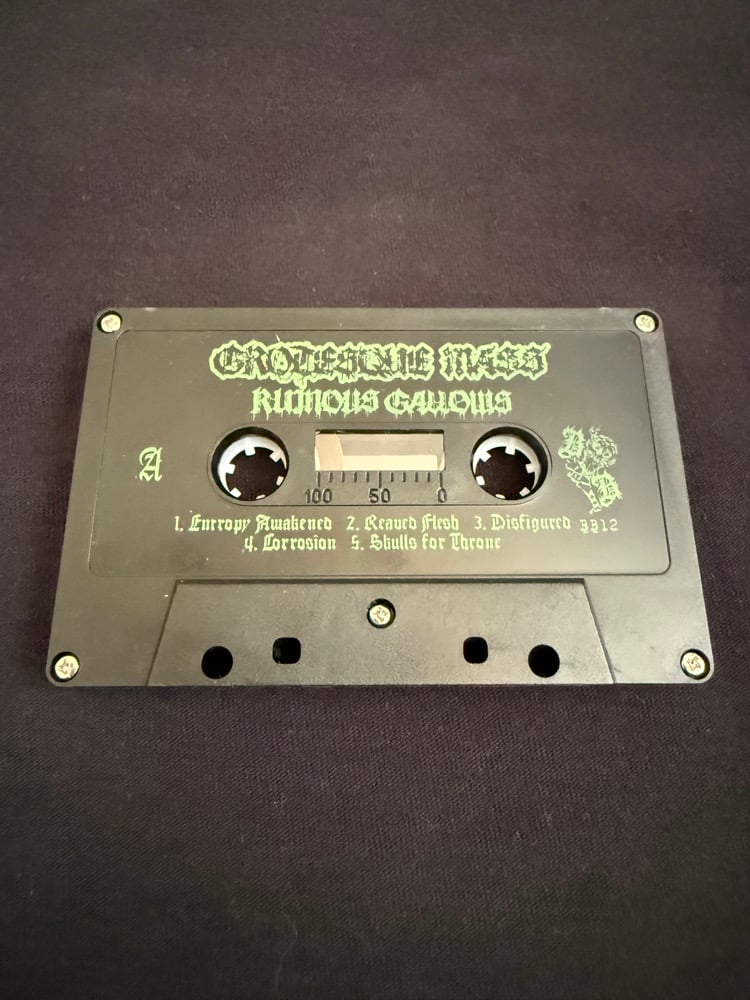 GROTESQUE MASS
RUINOUS GALLOWS
A
100 50 0
1. Entropy Awakened 2. Reaved Flesh 3. Disfigured BB12
4. Corrosion 5. Skulls for Throne